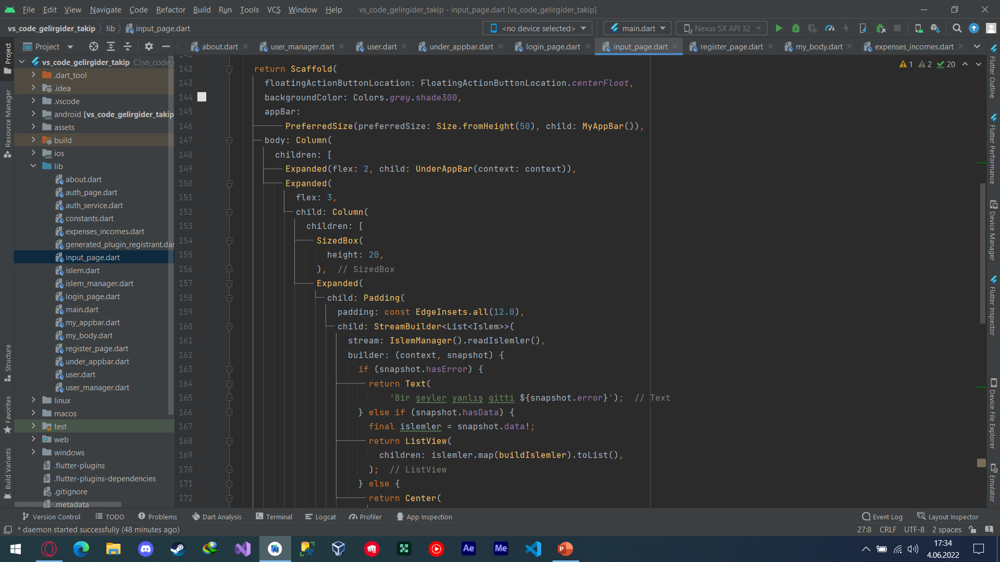 File Edit View Navigate Code Refactor Build Run Tools VCS Window Help vs_code_gelirgider_takip - input_page.dart [vs_code_gelirgider_takip]
vs_code_gelirgider_takip lib input_page.dart <no device selected> main.dart Nexus 5X API 32
Project about.dart user_manager.dart user.dart under_appbar.dart login_page.dart input_page.dart register_page.dart my_body.dart expenses_incomes.dart
Project
Resource Manager
Structure
Favorites
Build Variants
vs_code_gelirgider_takip C:\vs_code_
.dart_tool
.idea
.vscode
android [vs_code_gelirgider_takip
assets
build
ios
lib
about.dart
auth_page.dart
auth_service.dart
constants.dart
expenses_incomes.dart
generated_plugin_registrant.dar
input_page.dart
islem.dart
islem_manager.dart
login_page.dart
main.dart
my_appbar.dart
my_body.dart
register_page.dart
under_appbar.dart
user.dart
user_manager.dart
linux
macos
test
web
windows
.flutter-plugins
.flutter-plugins-dependencies
.gitignore
.metadata
1 2 20
141
142 return Scaffold(
143 floatingActionButtonLocation: FloatingActionButtonLocation.centerFloat,
144 backgroundColor: Colors.grey.shade300,
145 appBar:
146 PreferredSize(preferredSize: Size.fromHeight(50), child: MyAppBar()),
147 body: Column(
148 children: [
149 Expanded(flex: 2, child: UnderAppBar(context: context)),
150 Expanded(
151 flex: 3,
152 child: Column(
153 children: [
154 SizedBox(
155 height: 20,
156 ), // SizedBox
157 Expanded(
158 child: Padding(
159 padding: const EdgeInsets.all(12.0),
160 child: StreamBuilder<List<Islem>>(
161 stream: IslemManager().readIslemler(),
162 builder: (context, snapshot) {
163 if (snapshot.hasError) {
164 return Text(
165 'Bir şeyler yanlış gitti ${snapshot.error}'); // Text
166 } else if (snapshot.hasData) {
167 final islemler = snapshot.data!;
168 return ListView(
169 children: islemler.map(buildIslemler).toList(),
170 ); // ListView
171 } else {
172 return Center(
Flutter Outline
Flutter Performance
Device Manager
Flutter Inspector
Device File Explorer
Emulator
Version Control TODO Problems Dart Analysis Terminal Logcat Profiler App Inspection Event Log Layout Inspector
* daemon started successfully (48 minutes ago) 27:8 CRLF UTF-8 2 spaces
Ae Me P
17:34
4.06.2022